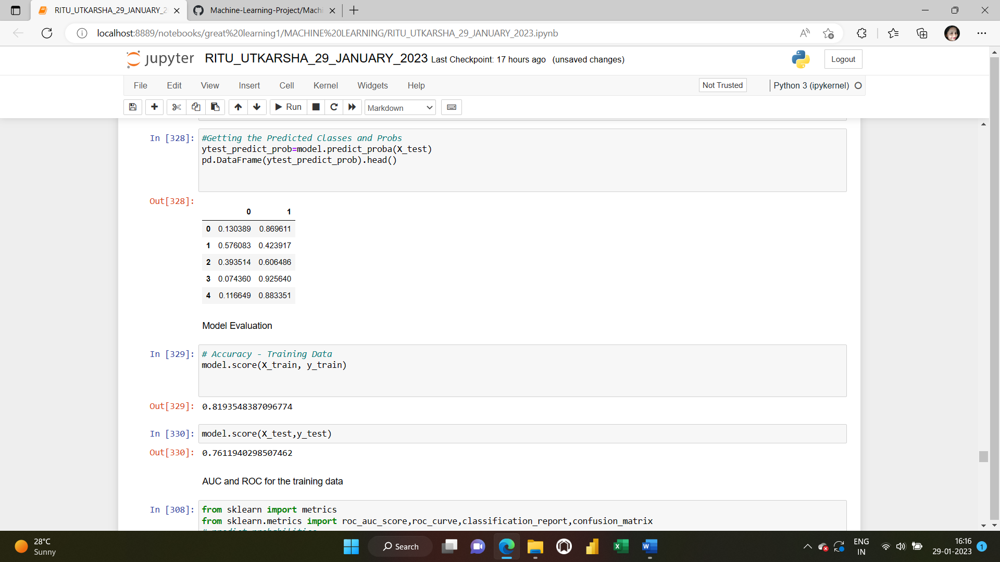 RITU_UTKARSHA_29_JANUARY_2
Machine-Learning-Project/Machi
localhost:8889/notebooks/great%20learning1/MACHINE%20LEARNING/RITU_UTKARSHA_29_JANUARY_2023.ipynb
jupyter RITU_UTKARSHA_29_JANUARY_2023 Last Checkpoint: 17 hours ago (unsaved changes)
Logout
File Edit View Insert Cell Kernel Widgets Help
Not Trusted
Python 3 (ipykernel)
Run
Markdown
In [328]: #Getting the Predicted Classes and Probs
ytest_predict_prob=model.predict_proba(X_test)
pd.DataFrame(ytest_predict_prob).head()
Out[328]:
0 1
0 0.130389 0.869611
1 0.576083 0.423917
2 0.393514 0.606486
3 0.074360 0.925640
4 0.116649 0.883351
Model Evaluation
In [329]: # Accuracy - Training Data
model.score(X_train, y_train)
Out[329]: 0.8193548387096774
In [330]: model.score(X_test,y_test)
Out[330]: 0.7611940298507462
AUC and ROC for the training data
In [308]: from sklearn import metrics
from sklearn.metrics import roc_auc_score,roc_curve,classification_report,confusion_matrix
28°C
Sunny
Search
ENG
IN
16:16
29-01-2023
1